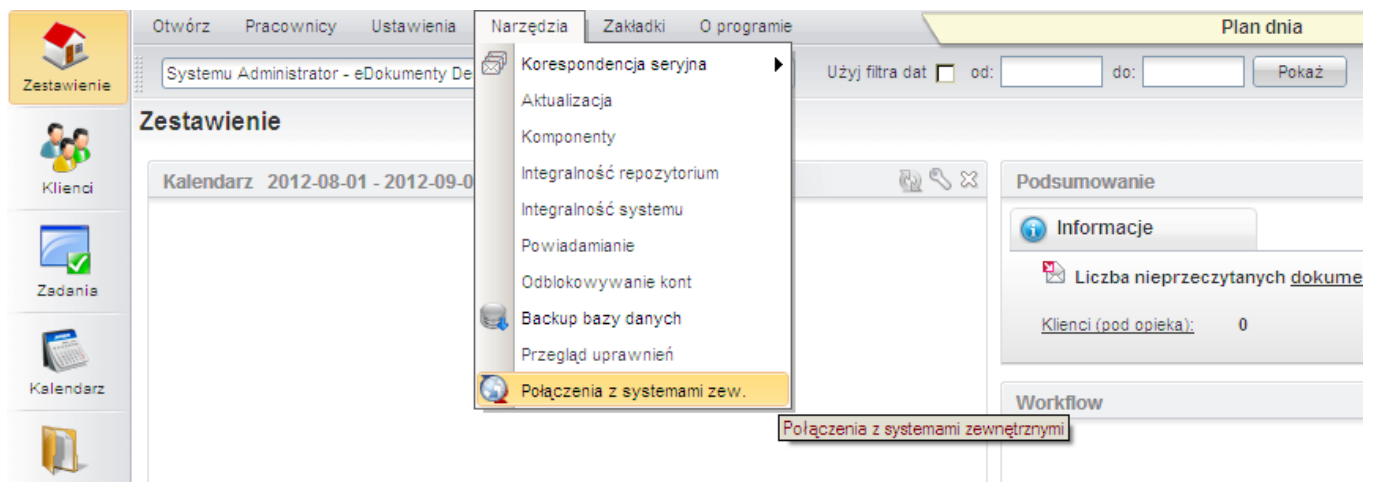 Otwórz Pracownicy Ustawienia Narzędzia Zakładki O programie Plan dnia
Systemu Administrator - eDokumenty De Użyj filtra dat od: do: Pokaż
Zestawienie
Klienci
Zadania
Kalendarz
Zestawienie
Kalendarz 2012-08-01 - 2012-09-0
Korespondencja seryjna
Aktualizacja
Komponenty
Integralność repozytorium
Integralność systemu
Powiadamianie
Odblokowywanie kont
Backup bazy danych
Przegląd uprawnień
Połączenia z systemami zew.
Połączenia z systemami zewnętrznymi
Podsumowanie
Informacje
Liczba nieprzeczytanych dokume
Klienci (pod opieka): 0
Workflow